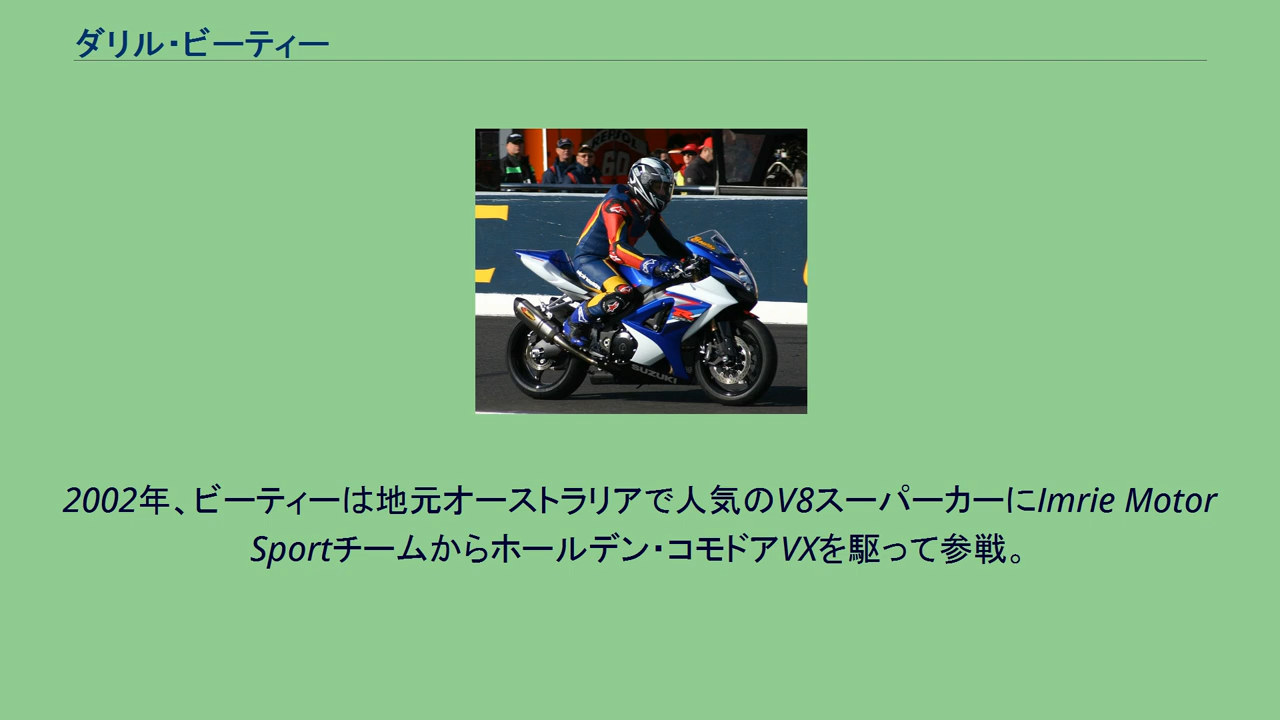 ダリル・ビーティー
REPSOL
60
R
SUZUKI
2002年、ビーティーは地元オーストラリアで人気のV8スーパーカーにImrie Motor
Sportチームからホールデン・コモドアVXを駆って参戦。